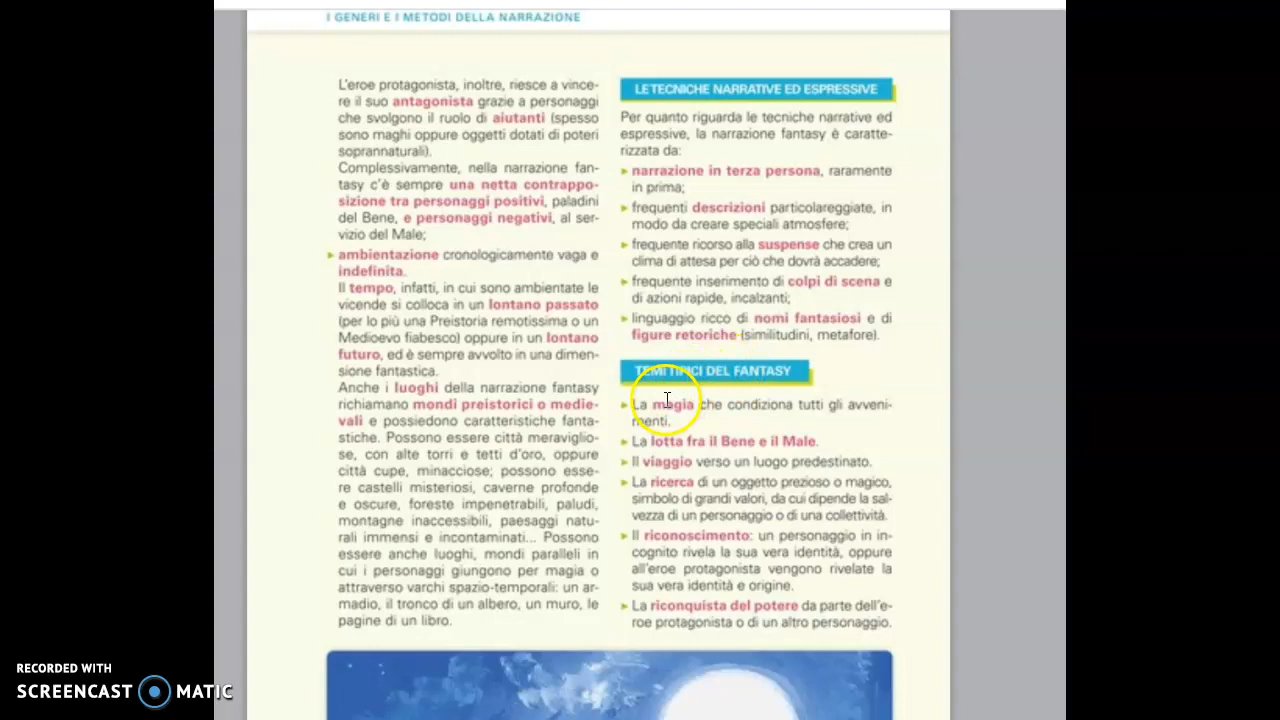 I GENERI E I METODI DELLA NARRAZIONE
L'eroe protagonista, inoltre, riesce a vince-
re il suo antagonista grazie a personaggi
che svolgono il ruolo di aiutanti (spesso
sono maghi oppure oggetti dotati di poteri
soprannaturali).
Complessivamente, nella narrazione fan-
tasy c'è sempre una netta contrappo-
sizione tra personaggi positivi, paladini
del Bene, e personaggi negativi, al ser-
vizio del Male;
ambientazione cronologicamente vaga e
indefinita.
Il tempo, infatti, in cui sono ambientate le
vicende si colloca in un lontano passato
(per lo più una Preistoria remotissima o un
Medioevo fiabesco) oppure in un lontano
futuro, ed è sempre avvolto in una dimen-
sione fantastica.
Anche i luoghi della narrazione fantasy
richiamano mondi preistorici o medie-
vali e possiedono caratteristiche fanta-
stiche. Possono essere città meraviglio-
se, con alte torri e tetti d'oro, oppure
città cupe, minacciose; possono esse-
re castelli misteriosi, caverne profonde
e oscure, foreste impenetrabili, paludi,
montagne inaccessibili, paesaggi natu-
rali immensi e incontaminati... Possono
essere anche luoghi, mondi paralleli in
cui i personaggi giungono per magia o
attraverso varchi spazio-temporali: un ar-
madio, il tronco di un albero, un muro, le
pagine di un libro.
LE TECNICHE NARRATIVE ED ESPRESSIVE
Per quanto riguarda le tecniche narrative ed
espressive, la narrazione fantasy è caratte-
rizzata da:
narrazione in terza persona, raramente
in prima;
frequenti descrizioni particolareggiate, in
modo da creare speciali atmosfere;
frequente ricorso alla suspense che crea un
clima di attesa per ciò che dovrà accadere;
frequente inserimento di colpi di scena e
di azioni rapide, incalzanti;
linguaggio ricco di nomi fantasiosi e di
figure retoriche (similitudini, metafore).
TEMI TIPICI DEL FANTASY
La magia che condiziona tutti gli avveni-
menti.
La lotta fra il Bene e il Male.
Il viaggio verso un luogo predestinato.
La ricerca di un oggetto prezioso o magico,
simbolo di grandi valori, da cui dipende la sal-
vezza di un personaggio o di una collettività.
Il riconoscimento: un personaggio in in-
cognito rivela la sua vera identità, oppure
all'eroe protagonista vengono rivelate la
sua vera identità e origine.
La riconquista del potere da parte dell'e-
roe protagonista o di un altro personaggio.
RECORDED WITH
SCREENCAST MATIC